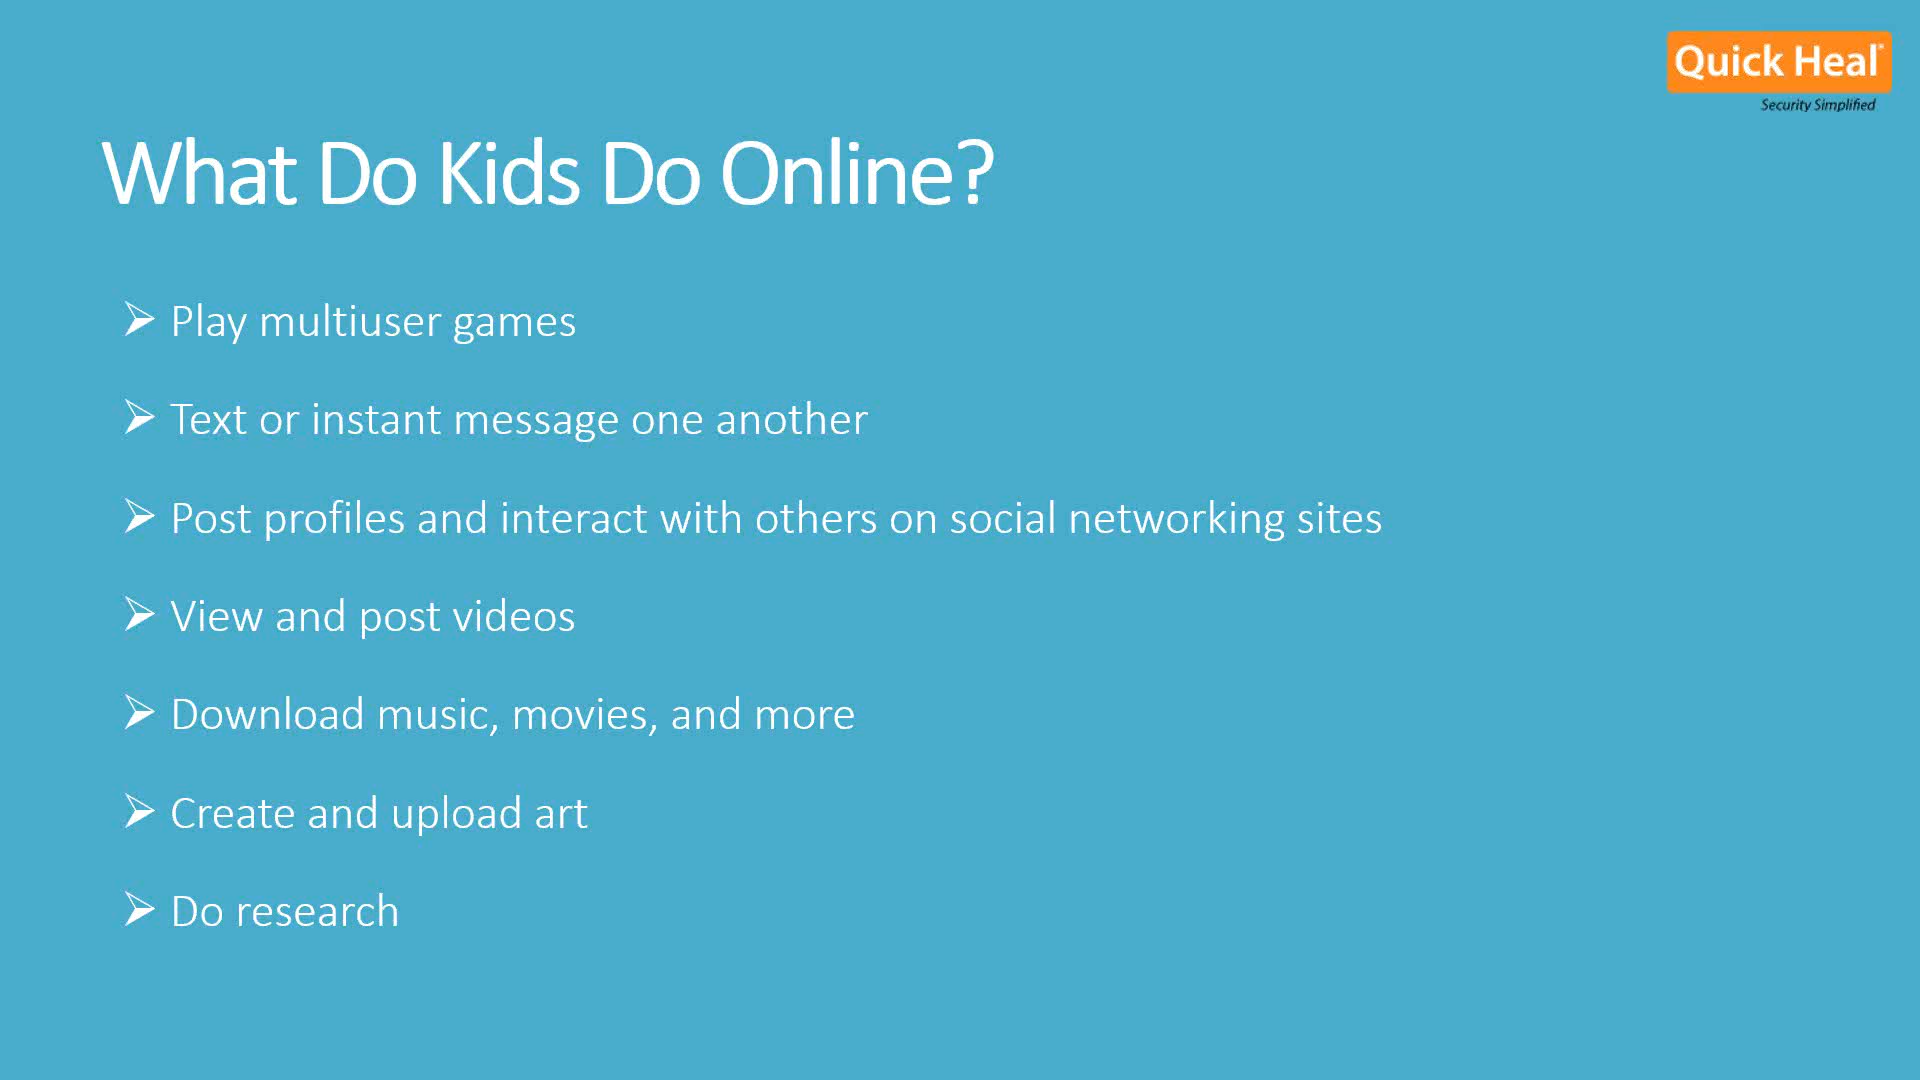 Quick Heal®
Security Simplified
What Do Kids Do Online?
➢ Play multiuser games
➢ Text or instant message one another
➢ Post profiles and interact with others on social networking sites
➢ View and post videos
➢ Download music, movies, and more
➢ Create and upload art
➢ Do research